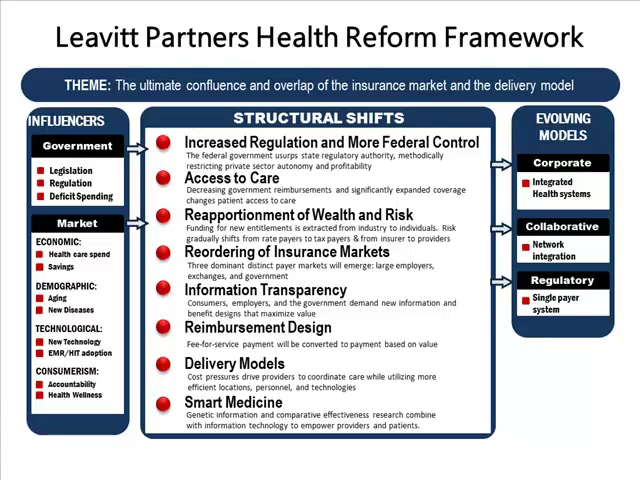 Leavitt Partners Health Reform Framework
THEME: The ultimate confluence and overlap of the insurance market and the delivery model
INFLUENCERS
Government
Legislation
Regulation
Deficit Spending
Market
ECONOMIC:
Health care spend
Savings
DEMOGRAPHIC:
Aging
New Diseases
TECHNOLOGICAL:
New Technology
EMR/HIT adoption
CONSUMERISM:
Accountability
Health Wellness
STRUCTURAL SHIFTS
Increased Regulation and More Federal Control
The federal government usurps state regulatory authority, methodically
restricting private sector autonomy and profitability
Access to Care
Decreasing government reimbursements and significantly expanded coverage
changes patient access to care
Reapportionment of Wealth and Risk
Funding for new entitlements is extracted from industry to individuals. Risk
gradually shifts from rate payers to tax payers & from insurer to providers
Reordering of Insurance Markets
Three dominant distinct payer markets will emerge: large employers,
exchanges, and government
Information Transparency
Consumers, employers, and the government demand new information and
benefit designs that maximize value
Reimbursement Design
Fee-for-service payment will be converted to payment based on value
Delivery Models
Cost pressures drive providers to coordinate care while utilizing more
efficient locations, personnel, and technologies
Smart Medicine
Genetic information and comparative effectiveness research combine
with information technology to empower providers and patients.
EVOLVING
MODELS
Corporate
Integrated
Health systems
Collaborative
Network
integration
Regulatory
Single payer
system